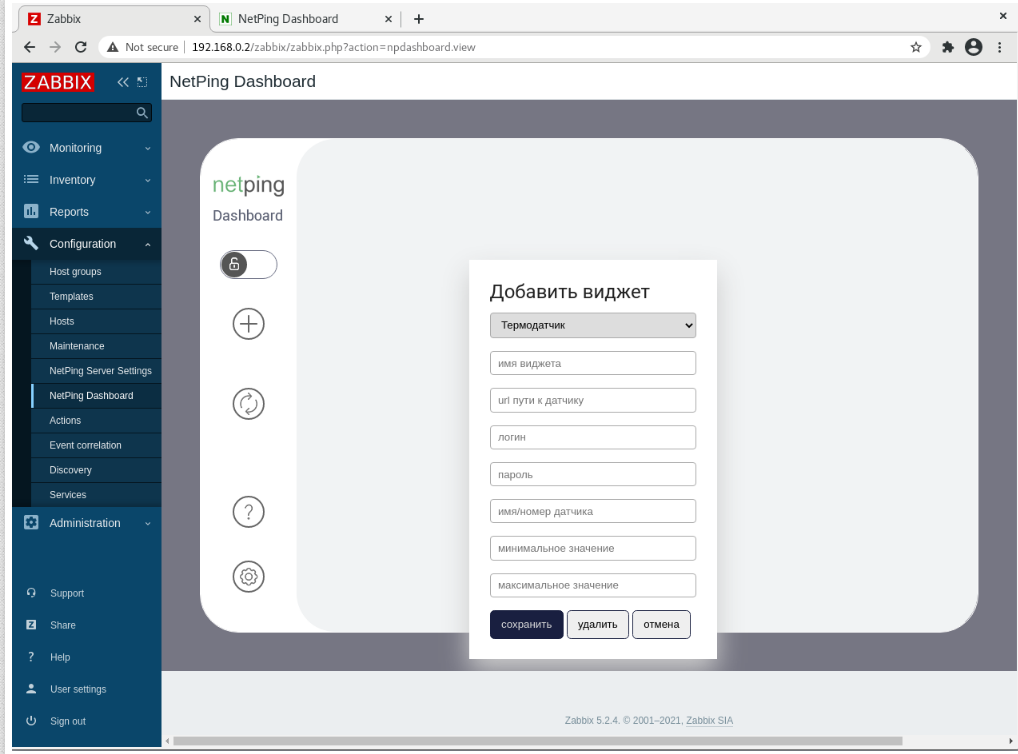 Zabbix
NetPing Dashboard
Not secure
192.168.0.2/zabbix/zabbix.php?action=npdashboard.view
ZABBIX
Monitoring
Inventory
Reports
Configuration
Host groups
Templates
Hosts
Maintenance
NetPing Server Settings
NetPing Dashboard
Actions
Event correlation
Discovery
Services
Administration
Support
Share
Help
User settings
Sign out
NetPing Dashboard
netping
Dashboard
Добавить виджет
Термодатчик
имя виджета
url пути к датчику
логин
пароль
имя/номер датчика
минимальное значение
максимальное значение
сохранить удалить отмена
Zabbix 5.2.4. © 2001–2021, Zabbix SIA